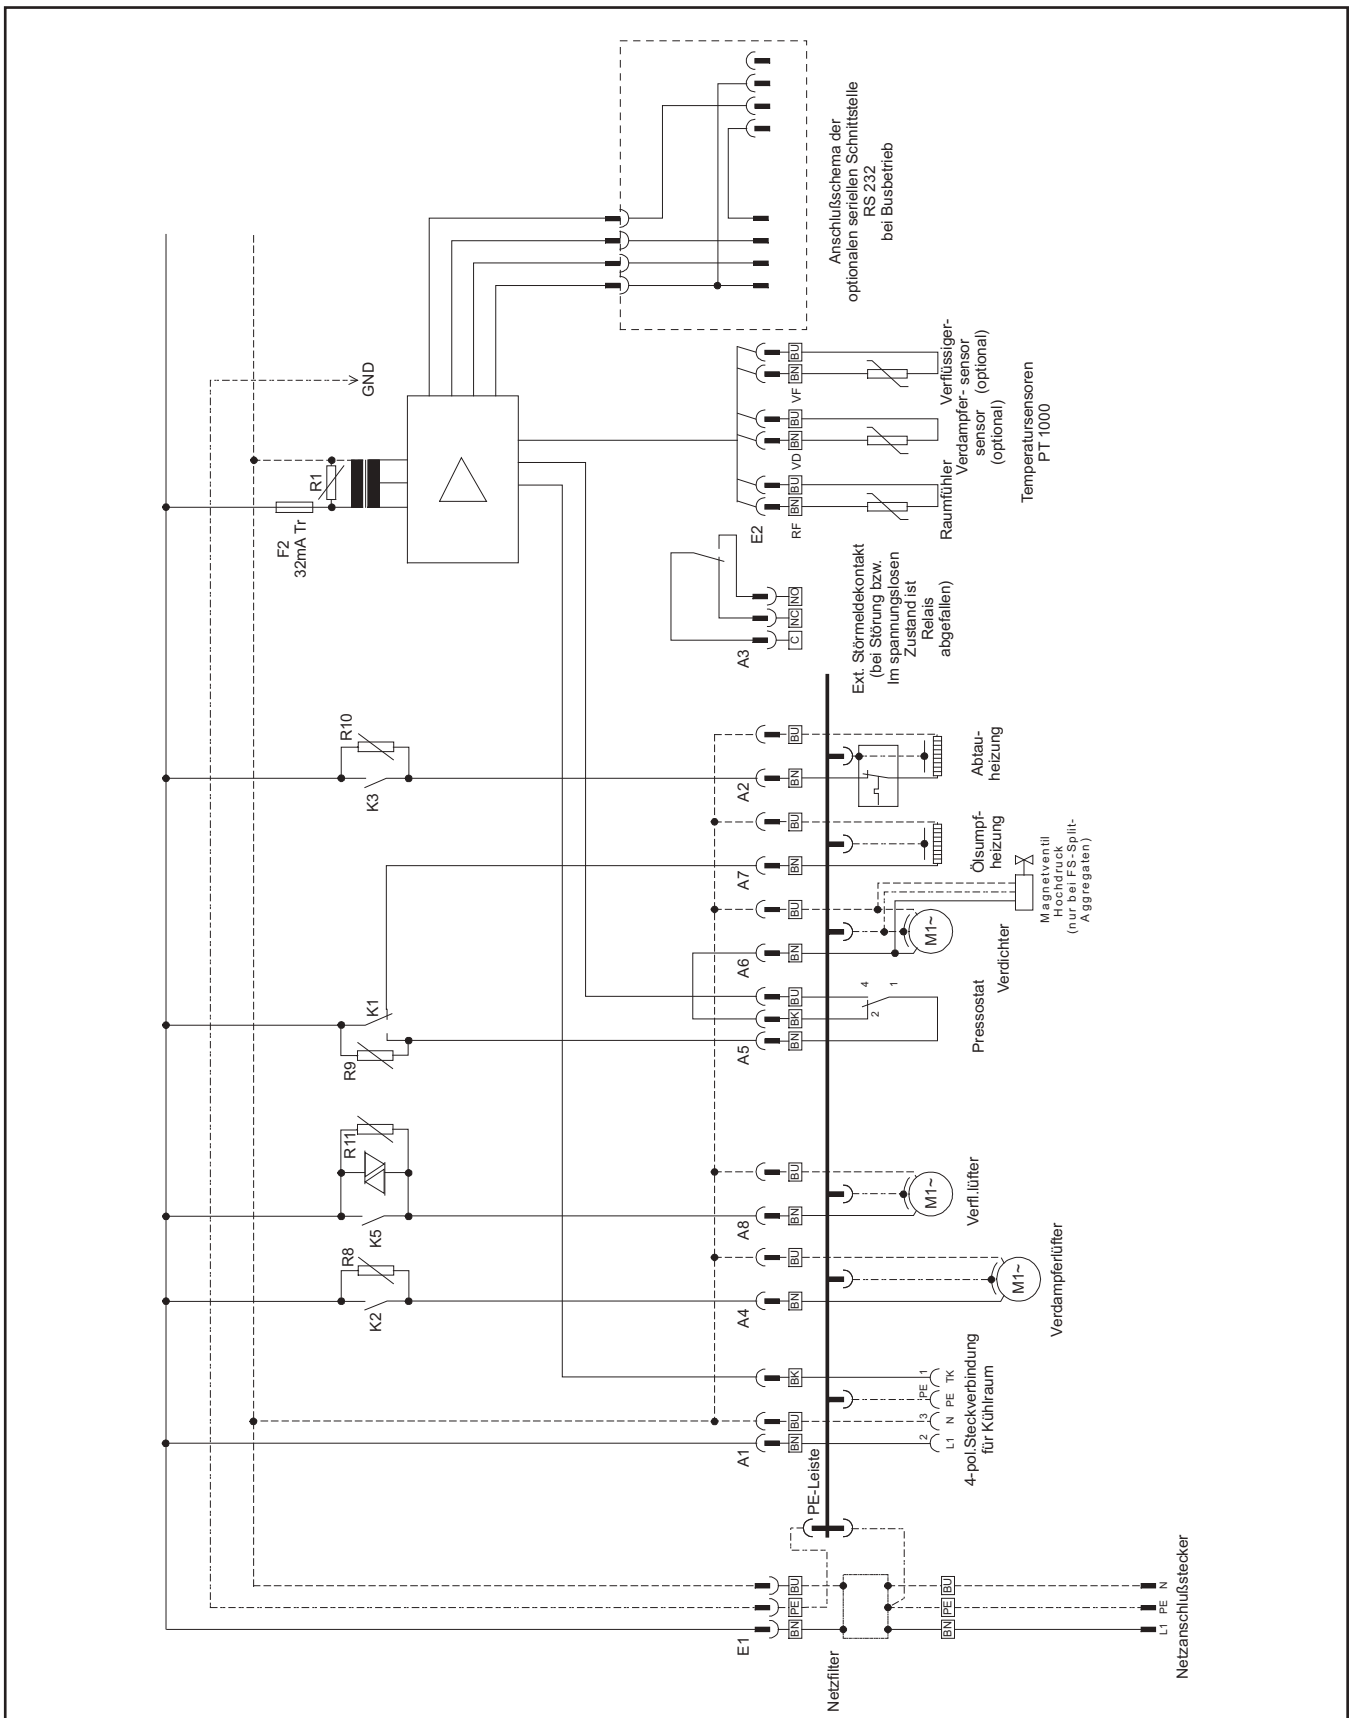 F2
32mA Tr
R1
R8
R11
R9
R10
K2
K5
K1
K3
GND
E1
A1
A4
A8
A5
A6
A7
A2
A3
E2
BN PE BU
BN BU BK
BN BU
BN BU
BN BK BU
BN BU
BN BU
BN BU
C NC NO
RF BN BU
VD BN BU
VF BN BU
PE-Leiste
Netzfilter
BN PE BU
L1 PE N
Netzanschlußstecker
2 3 PE 1
L1 N PE TK
4-pol.Steckverbindung
für Kühlraum
M1~
Verdampferlüfter
M1~
Verfl.lüfter
4
2
1
Pressostat
M1~
Verdichter
Magnetventil
Hochdruck
(nur bei FS-Split-
Aggregaten)
Ölsumpf-
heizung
Abtau-
heizung
Ext. Störmeldekontakt
(bei Störung bzw.
Im spannungslosen
Zustand ist
Relais
abgefallen)
Raumfühler
Verdampfer-
sensor
(optional)
Verflüssiger-
sensor
(optional)
Temperatursensoren
PT 1000
Anschlußschema der
optionalen seriellen Schnittstelle
RS 232
bei Busbetrieb